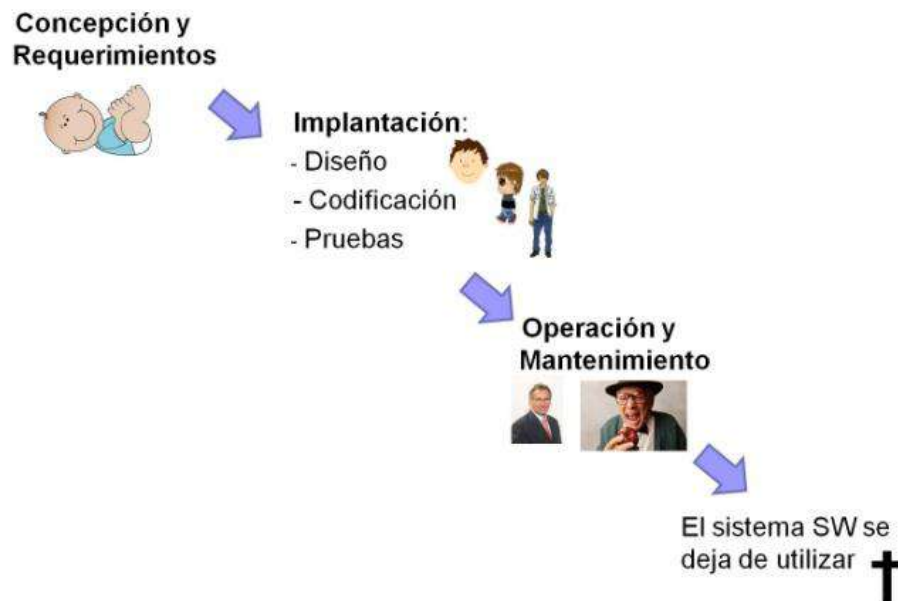 Concepción y
Requerimientos
Implantación:
- Diseño
- Codificación
- Pruebas
Operación y
Mantenimiento
El sistema SW se
deja de utilizar